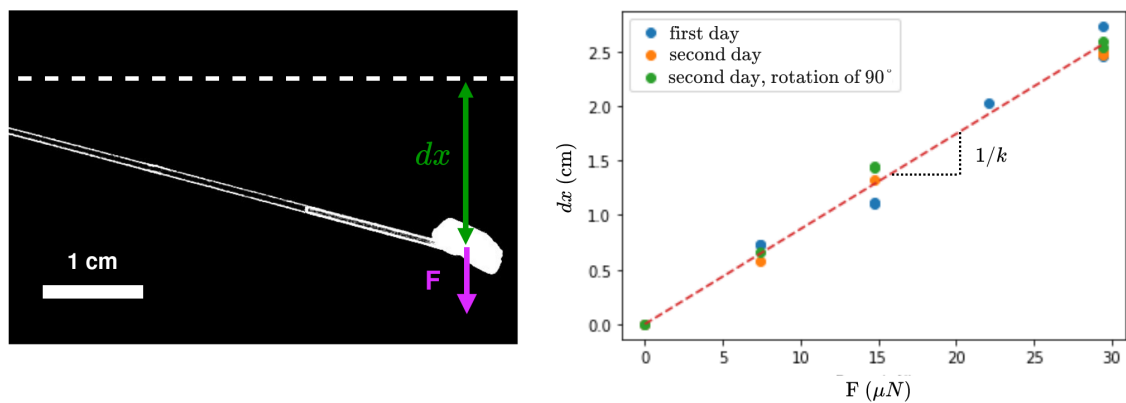 dx
F
1 cm
first day
second day
second day, rotation of 90°
1/k
dx (cm)
2.5
2.0
1.5
1.0
0.5
0.0
0
5
10
15
20
25
30
F (μN)